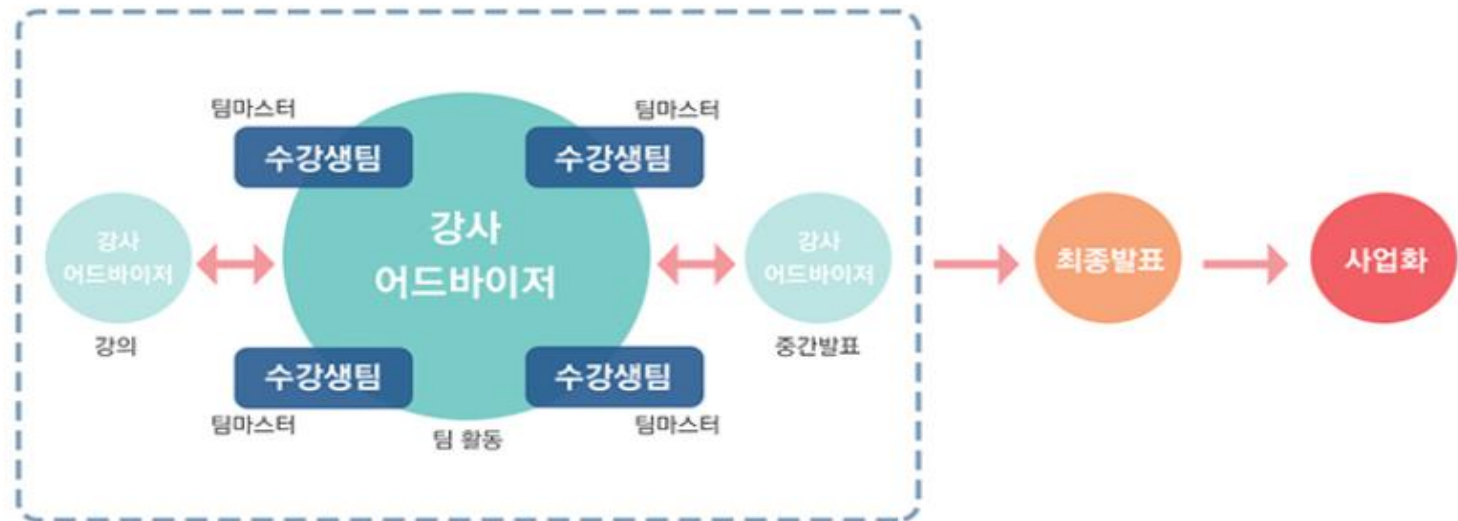 팀마스터
팀마스터
수강생팀
수강생팀
강사
어드바이저
강사
어드바이저
강사
어드바이저
최종발표
사업화
강의
중간발표
수강생팀
수강생팀
팀마스터
팀마스터
팀 활동